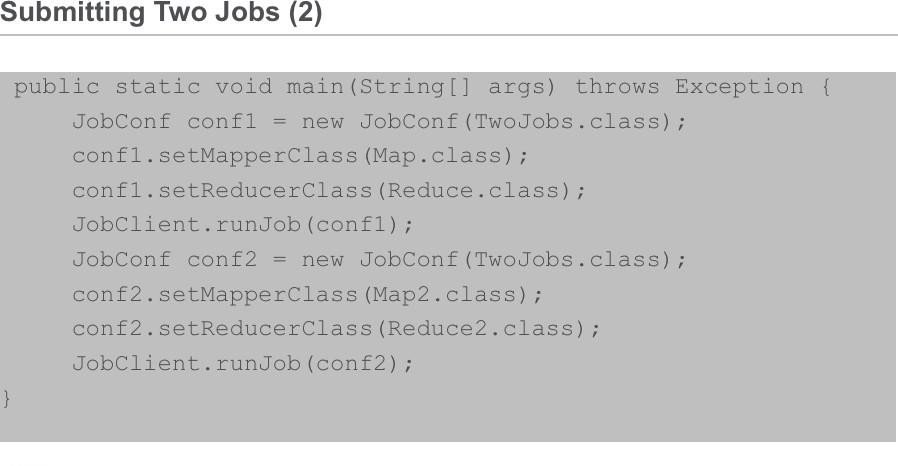 Submitting Two Jobs (2)
public static void main(String[] args) throws Exception {
JobConf conf1 = new JobConf(TwoJobs.class);
conf1.setMapperClass(Map.class);
conf1.setReducerClass(Reduce.class);
JobClient.runJob(conf1);
JobConf conf2 = new JobConf(TwoJobs.class);
conf2.setMapperClass(Map2.class);
conf2.setReducerClass(Reduce2.class);
JobClient.runJob(conf2);
}